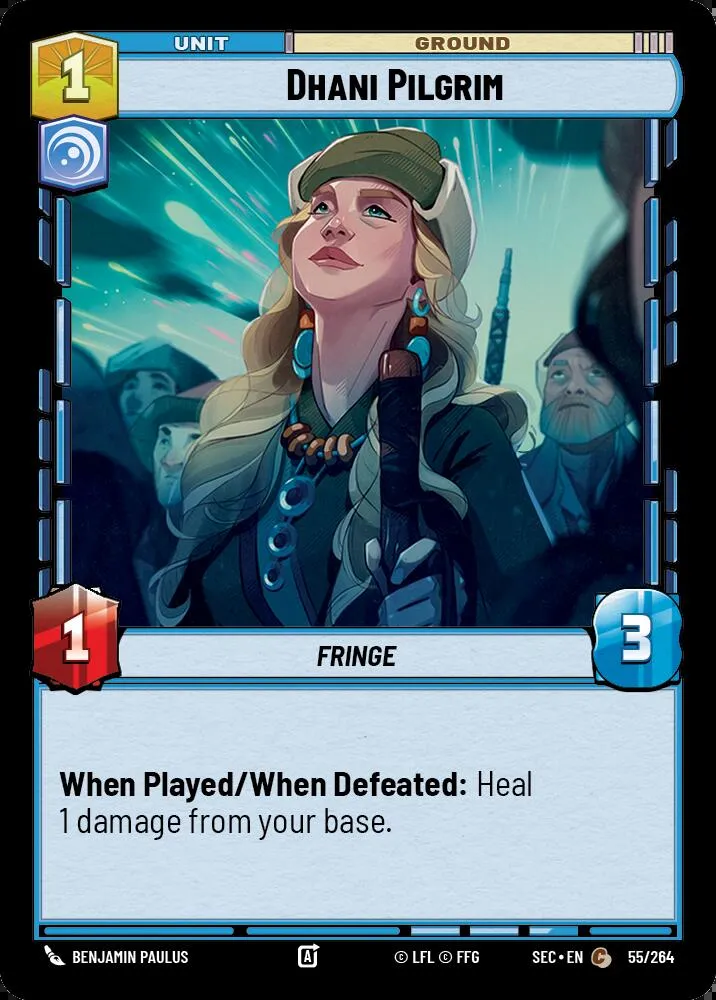 UNIT GROUND
1 DHANI PILGRIM
1 FRINGE 3
When Played/When Defeated: Heal
1 damage from your base.
BENJAMIN PAULUS A © LFL © FFG SEC • EN C 55/264